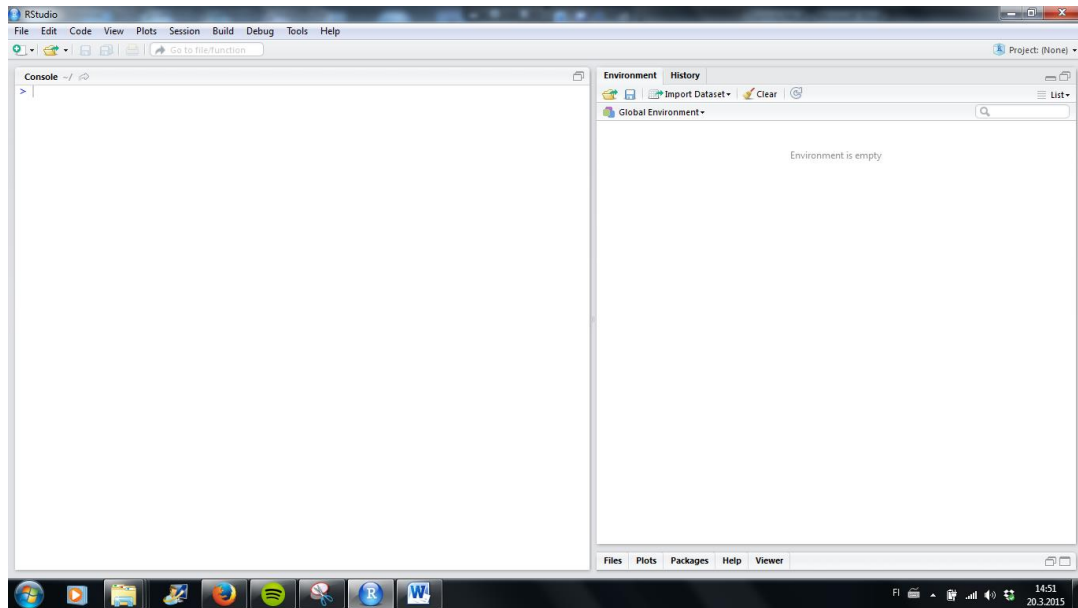 RStudio
File Edit Code View Plots Session Build Debug Tools Help
Go to file/function
Project: (None)
Console ~/
>
Environment History
Import Dataset Clear
List
Global Environment
Environment is empty
Files Plots Packages Help Viewer
R
W
FI
14:51
20.3.2015